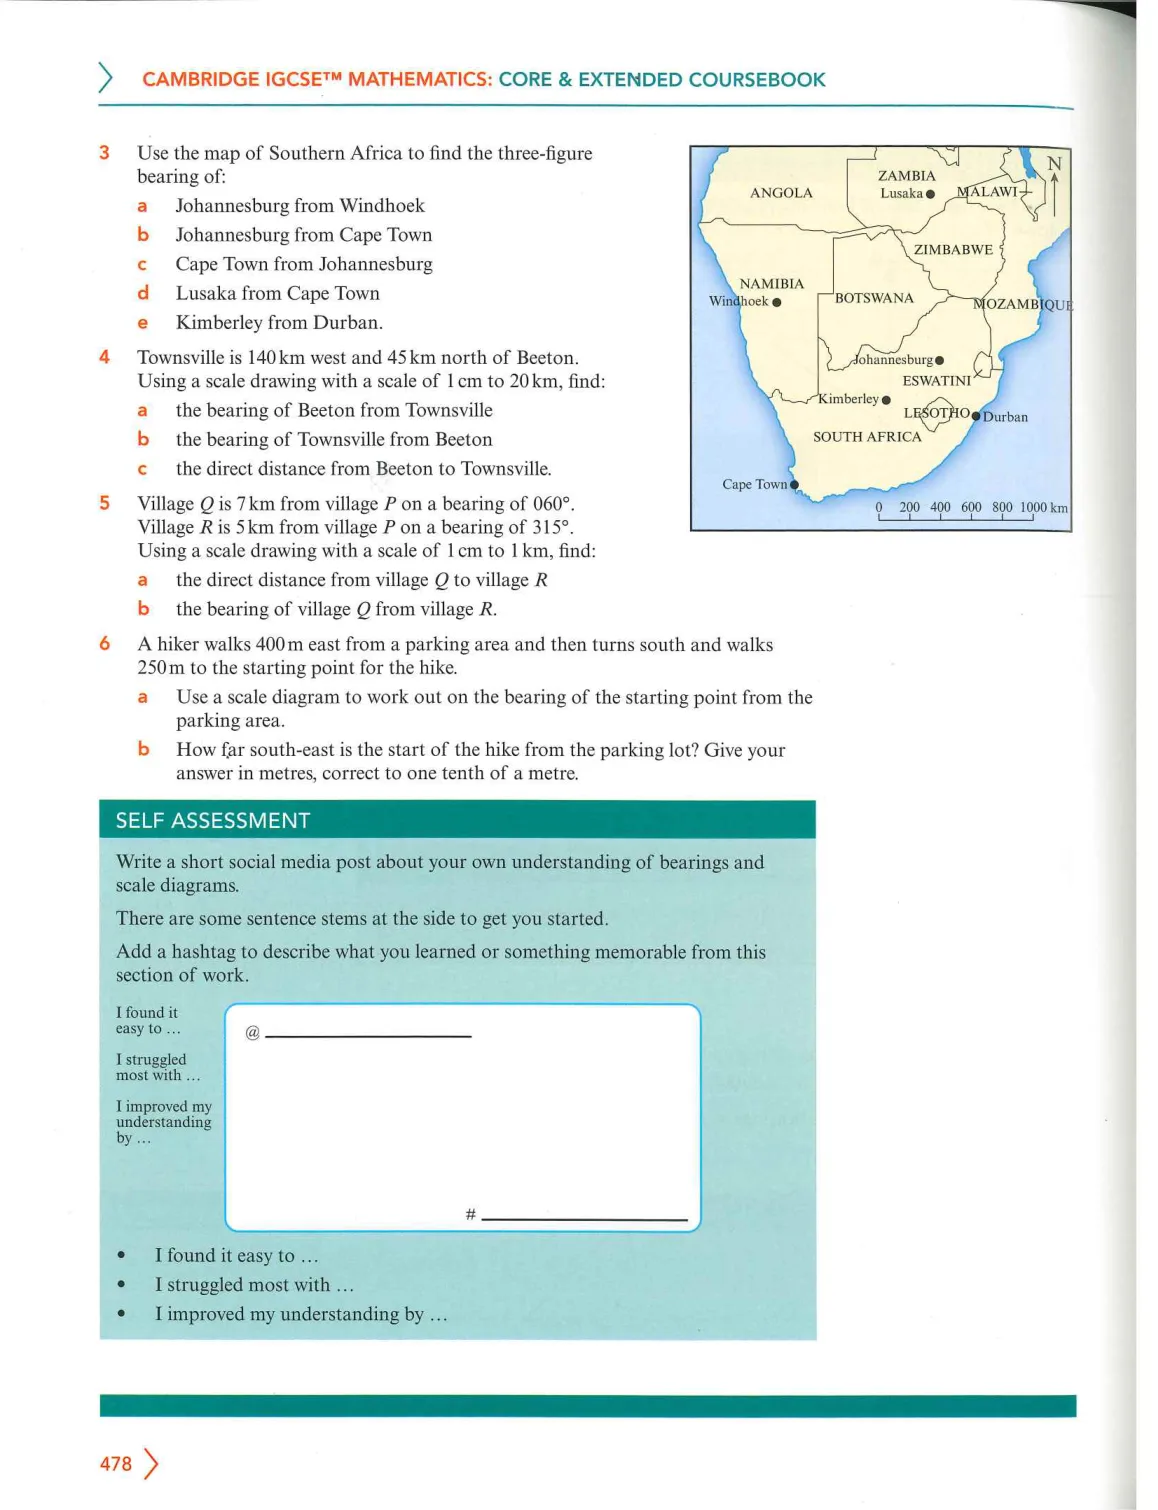 CAMBRIDGE IGCSE™ MATHEMATICS: CORE & EXTENDED COURSEBOOK
3 Use the map of Southern Africa to find the three-figure
bearing of:
a Johannesburg from Windhoek
b Johannesburg from Cape Town
c Cape Town from Johannesburg
d Lusaka from Cape Town
e Kimberley from Durban.
4 Townsville is 140 km west and 45 km north of Beeton.
Using a scale drawing with a scale of 1 cm to 20 km, find:
a the bearing of Beeton from Townsville
b the bearing of Townsville from Beeton
c the direct distance from Beeton to Townsville.
5 Village Q is 7 km from village P on a bearing of 060°.
Village R is 5 km from village P on a bearing of 315°.
Using a scale drawing with a scale of 1 cm to 1 km, find:
a the direct distance from village Q to village R
b the bearing of village Q from village R.
N
ZAMBIA
ANGOLA
Lusaka
MALAWI
ZIMBABWE
NAMIBIA
Windhoek
BOTSWANA
MOZAMBIQUE
Johannesburg
ESWATINI
Kimberley
LESOTHO
Durban
SOUTH AFRICA
Cape Town
0 200 400 600 800 1000 km
6 A hiker walks 400 m east from a parking area and then turns south and walks
250 m to the starting point for the hike.
a Use a scale diagram to work out on the bearing of the starting point from the
parking area.
b How far south-east is the start of the hike from the parking lot? Give your
answer in metres, correct to one tenth of a metre.
SELF ASSESSMENT
Write a short social media post about your own understanding of bearings and
scale diagrams.
There are some sentence stems at the side to get you started.
Add a hashtag to describe what you learned or something memorable from this
section of work.
I found it
easy to ...
I struggled
most with ...
I improved my
understanding
by ...
@
#
• I found it easy to ...
• I struggled most with ...
• I improved my understanding by ...
478